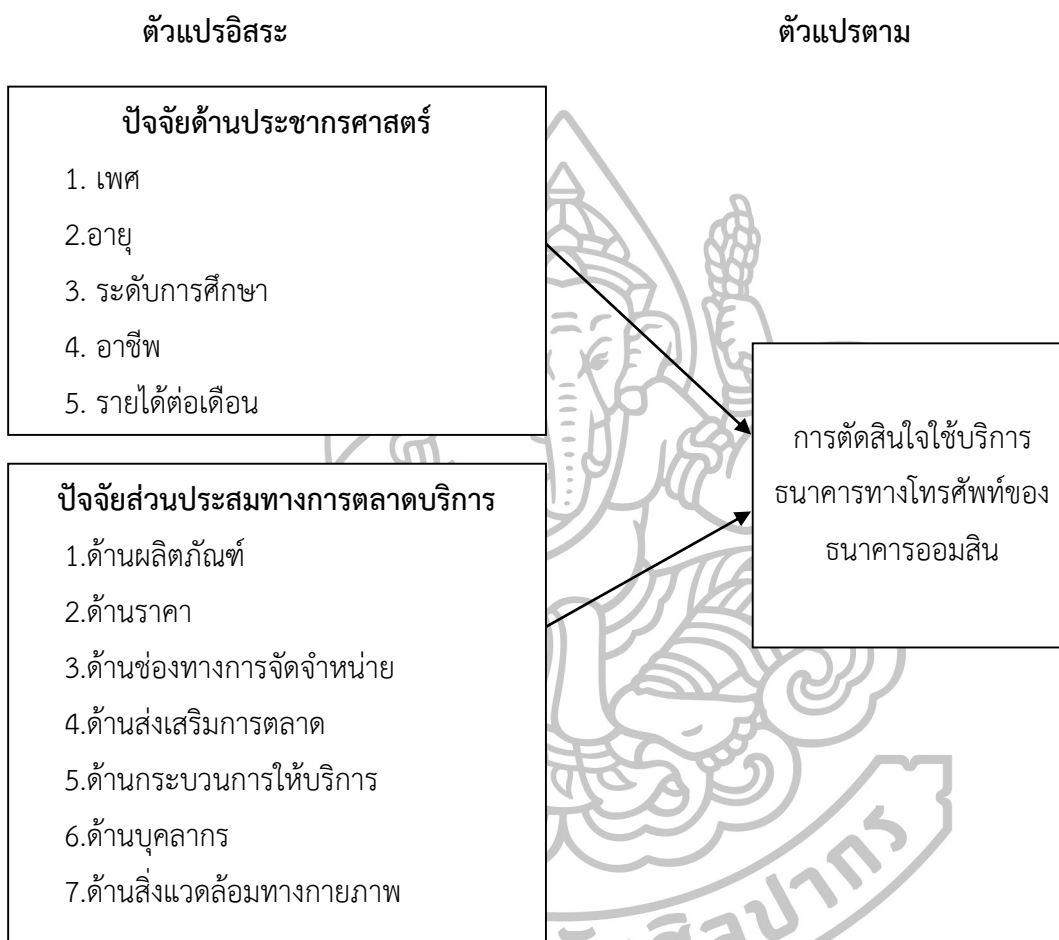 ตัวแปรอิสระ
ตัวแปรตาม
ปัจจัยด้านประชากรศาสตร์
1. เพศ
2.อายุ
3. ระดับการศึกษา
4. อาชีพ
5. รายได้ต่อเดือน
ปัจจัยส่วนประสมทางการตลาดบริการ
1.ด้านผลิตภัณฑ์
2.ด้านราคา
3.ด้านช่องทางการจัดจำหน่าย
4.ด้านส่งเสริมการตลาด
5.ด้านกระบวนการให้บริการ
6.ด้านบุคลากร
7.ด้านสิ่งแวดล้อมทางกายภาพ
การตัดสินใจใช้บริการ
ธนาคารทางโทรศัพท์ของ
ธนาคารออมสิน